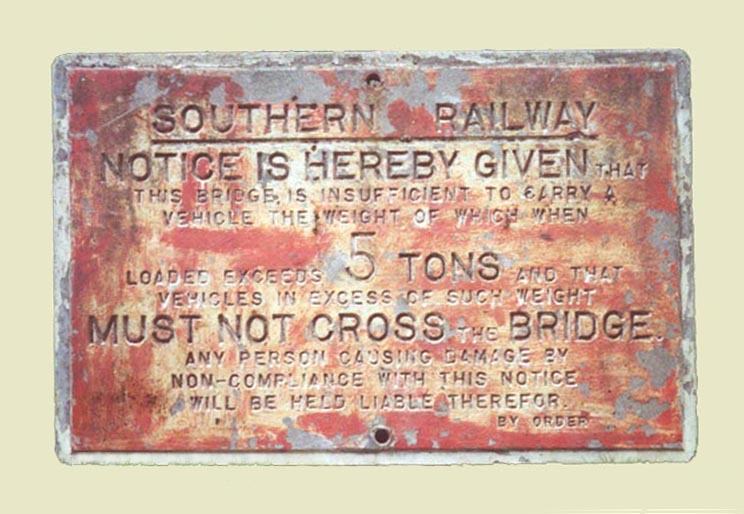 SOUTHERN RAILWAY
NOTICE IS HEREBY GIVEN THAT
THIS BRIDGE IS INSUFFICIENT TO CARRY A
VEHICLE THE WEIGHT OF WHICH WHEN
LOADED EXCEEDS 5 TONS AND THAT
VEHICLES IN EXCESS OF SUCH WEIGHT
MUST NOT CROSS THE BRIDGE.
ANY PERSON CAUSING DAMAGE BY
NON-COMPLIANCE WITH THIS NOTICE
WILL BE HELD LIABLE THEREFOR.
BY ORDER